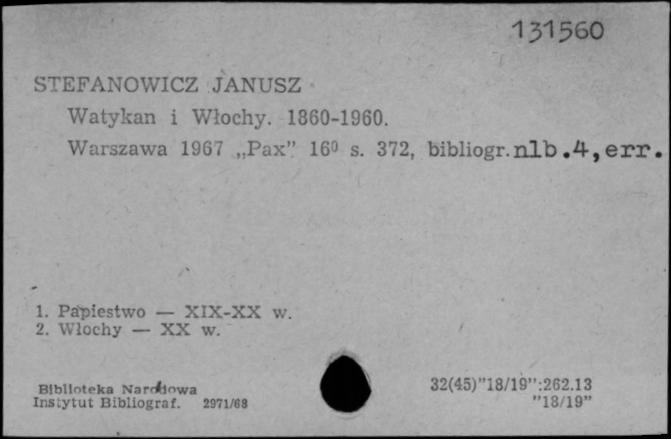 131560
STEFANOWICZ JANUSZ
Watykan i Włochy. 1860-1960.
Warszawa 1967 „Pax” 16⁰ s. 372, bibliogr. nlb.4, err.
1. Papiestwo — XIX-XX w.
2. Włochy — XX w.
Biblioteka Narodowa
Instytut Bibliograf. 2971/68
32(45)"18/19":262.13
"18/19"